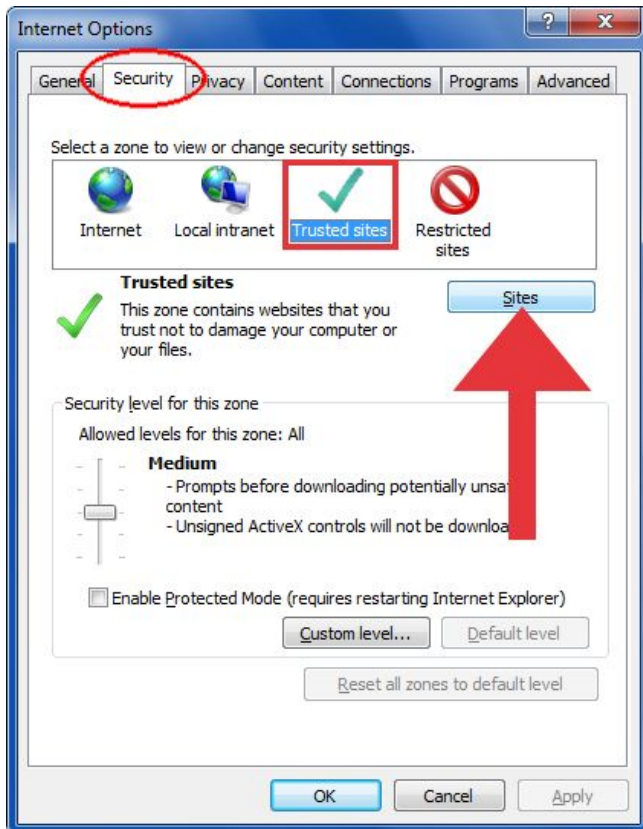 Internet Options
General Security Privacy Content Connections Programs Advanced
Select a zone to view or change security settings.
Internet Local intranet Trusted sites Restricted
sites
Trusted sites
This zone contains websites that you
trust not to damage your computer or
your files.
Sites
Security level for this zone
Allowed levels for this zone: All
Medium
- Prompts before downloading potentially
content
- Unsigned ActiveX controls will not be
Enable Protected Mode (requires restarting Internet Explorer)
Custom level... Default level
Reset all zones to default level
OK Cancel Apply